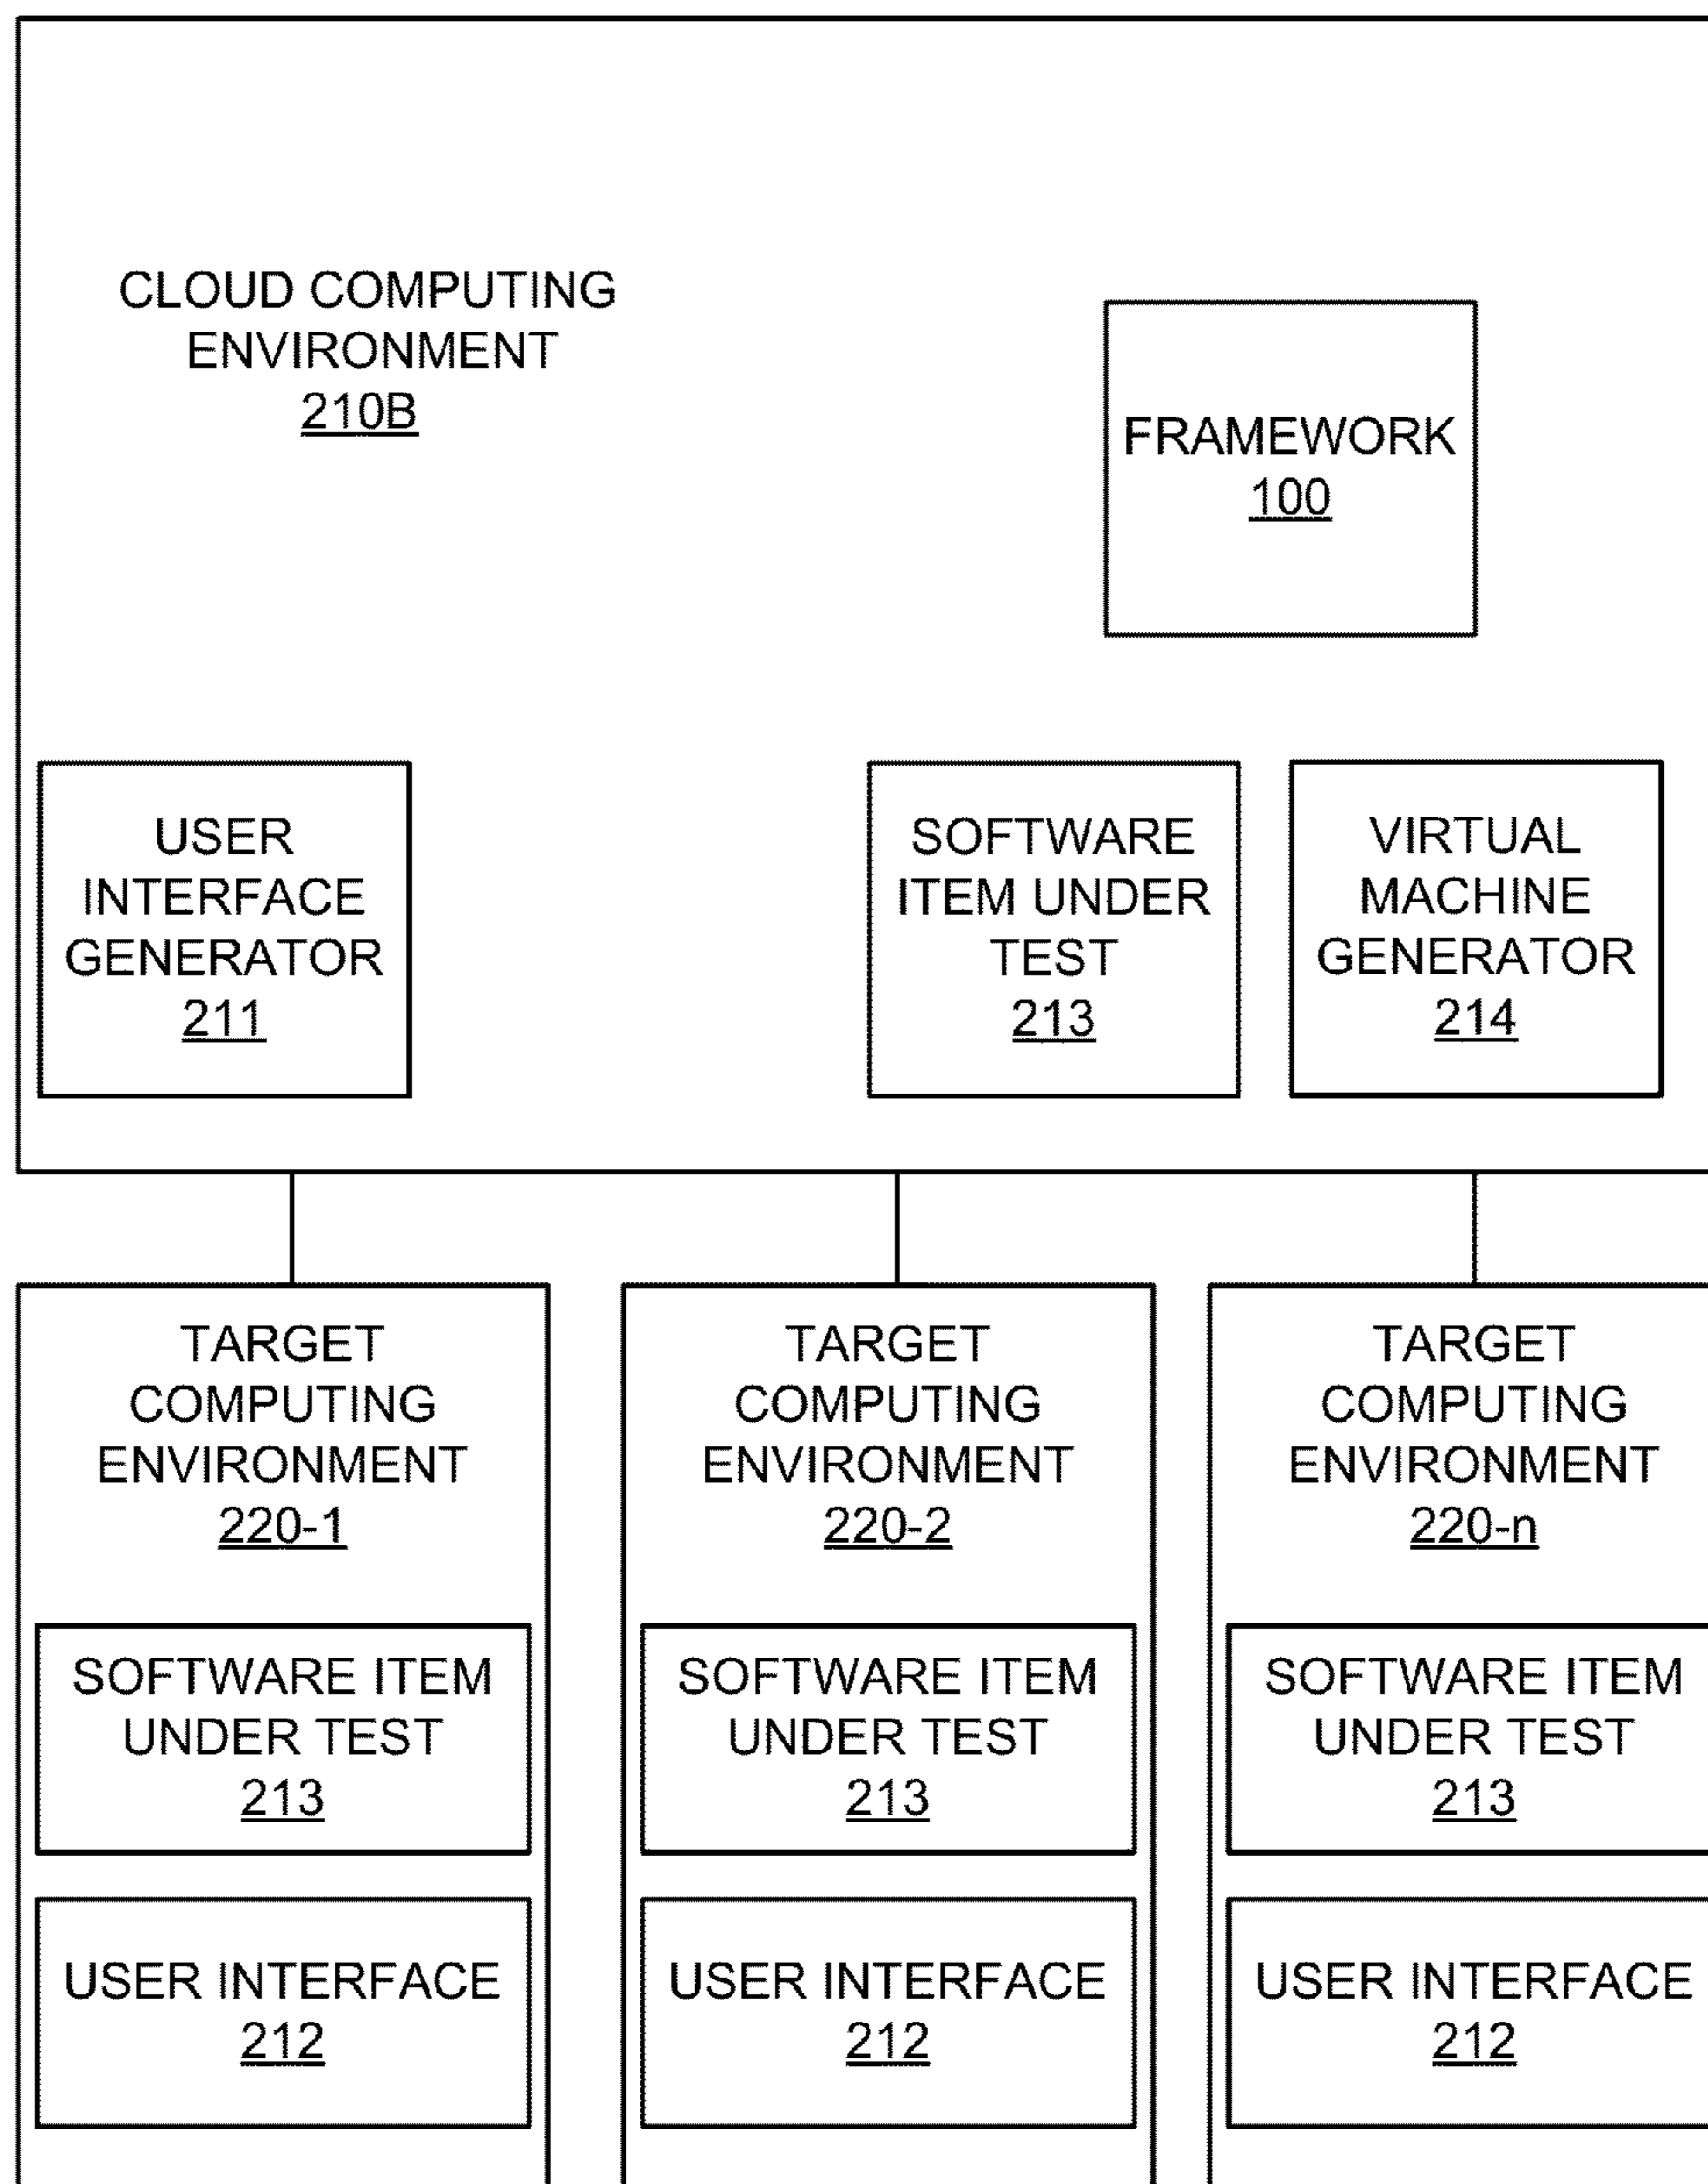 CLOUD COMPUTING
ENVIRONMENT
210B
FRAMEWORK
100
USER
INTERFACE
GENERATOR
211
SOFTWARE
ITEM UNDER
TEST
213
VIRTUAL
MACHINE
GENERATOR
214
TARGET
COMPUTING
ENVIRONMENT
220-1
SOFTWARE ITEM
UNDER TEST
213
USER INTERFACE
212
TARGET
COMPUTING
ENVIRONMENT
220-2
SOFTWARE ITEM
UNDER TEST
213
USER INTERFACE
212
TARGET
COMPUTING
ENVIRONMENT
220-n
SOFTWARE ITEM
UNDER TEST
213
USER INTERFACE
212